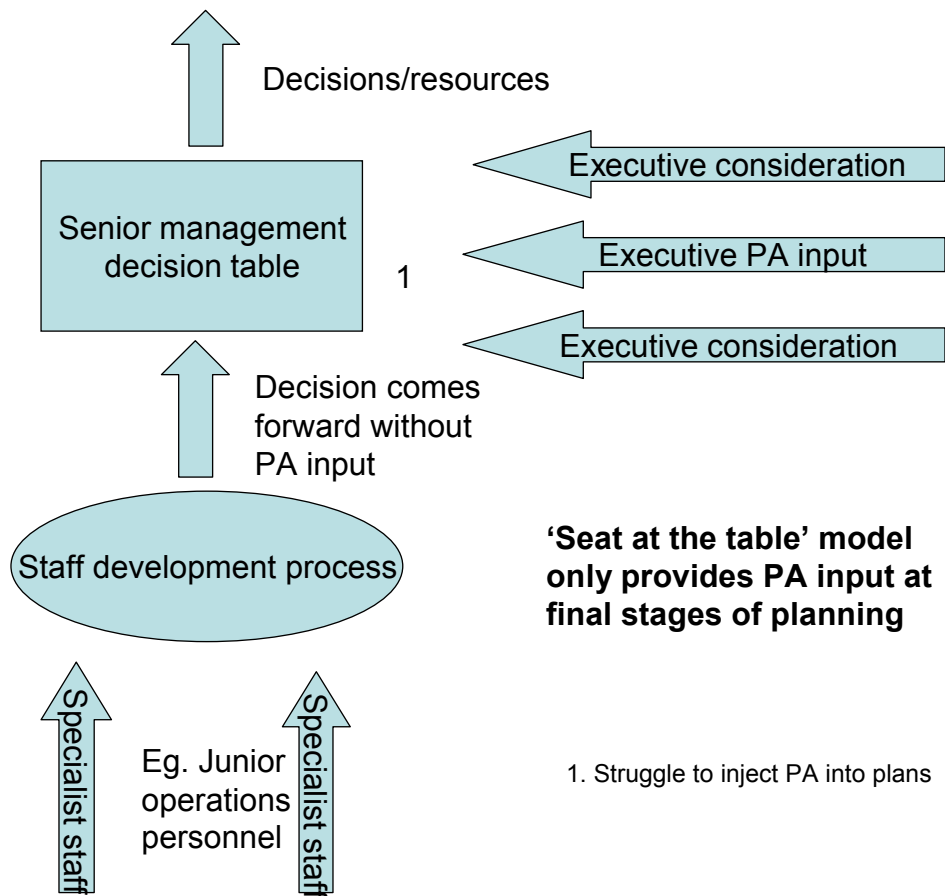 Decisions/resources
Executive consideration
Senior management
decision table
1
Executive PA input
Executive consideration
Decision comes
forward without
PA input
Staff development process
‘Seat at the table’ model
only provides PA input at
final stages of planning
Specialist staff
Eg. Junior
operations
personnel
Specialist staff
1. Struggle to inject PA into plans